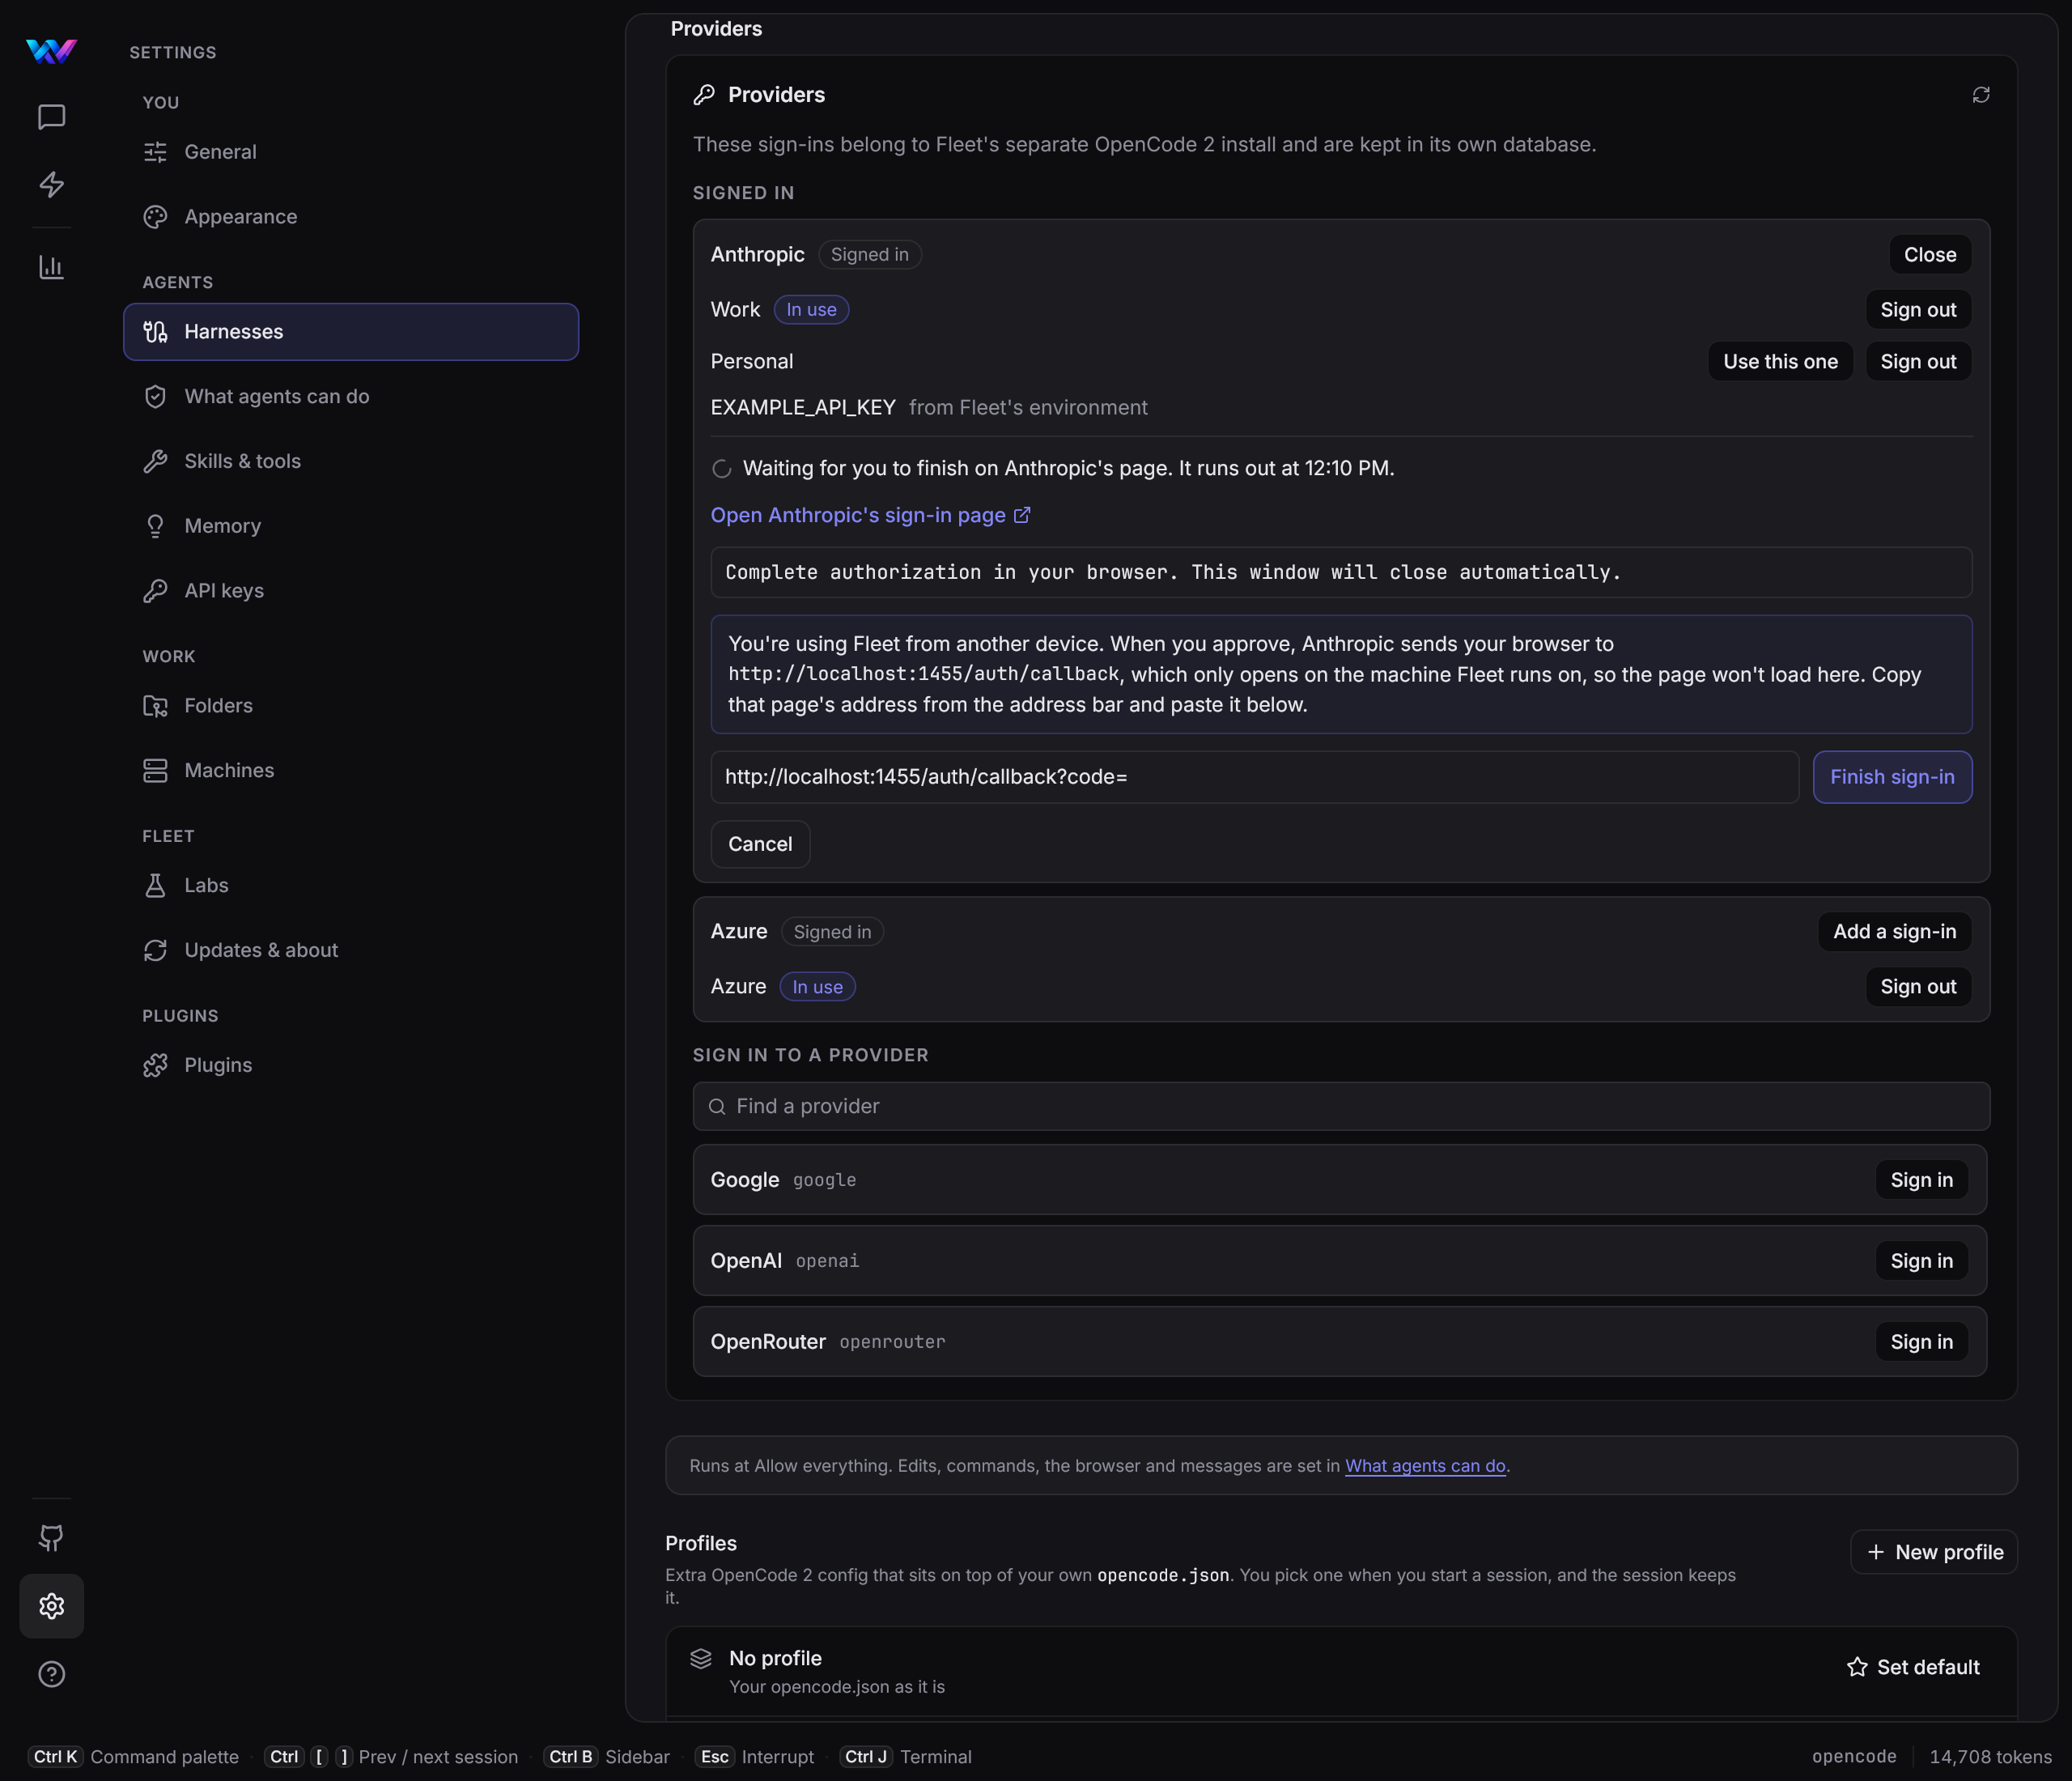 SETTINGS
YOU
General
Appearance
AGENTS
Harnesses
What agents can do
Skills & tools
Memory
API keys
WORK
Folders
Machines
FLEET
Labs
Updates & about
PLUGINS
Plugins
Providers
Providers
These sign-ins belong to Fleet's separate OpenCode 2 install and are kept in its own database.
SIGNED IN
Anthropic Signed in Close
Work In use Sign out
Personal Use this one Sign out
EXAMPLE_API_KEY from Fleet's environment
Waiting for you to finish on Anthropic's page. It runs out at 12:10 PM.
Open Anthropic's sign-in page
Complete authorization in your browser. This window will close automatically.
You're using Fleet from another device. When you approve, Anthropic sends your browser to
http://localhost:1455/auth/callback, which only opens on the machine Fleet runs on, so the page won't load here. Copy
that page's address from the address bar and paste it below.
http://localhost:1455/auth/callback?code= Finish sign-in
Cancel
Azure Signed in Add a sign-in
Azure In use Sign out
SIGN IN TO A PROVIDER
Find a provider
Google google Sign in
OpenAI openai Sign in
OpenRouter openrouter Sign in
Runs at Allow everything. Edits, commands, the browser and messages are set in What agents can do.
Profiles
New profile
Extra OpenCode 2 config that sits on top of your own opencode.json. You pick one when you start a session, and the session keeps
it.
No profile
Set default
Your opencode.json as it is
Ctrl K Command palette · Ctrl [ ] Prev / next session · Ctrl B Sidebar · Esc Interrupt · Ctrl J Terminal
opencode 14,708 tokens